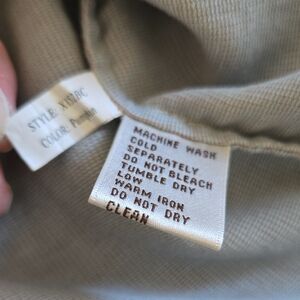 STYLE:
COLOR:
MACHINE WASH
COLD
SEPARATELY
DO NOT BLEACH
TUMBLE DRY
LOW
WARM IRON
DO NOT DRY
CLEAN